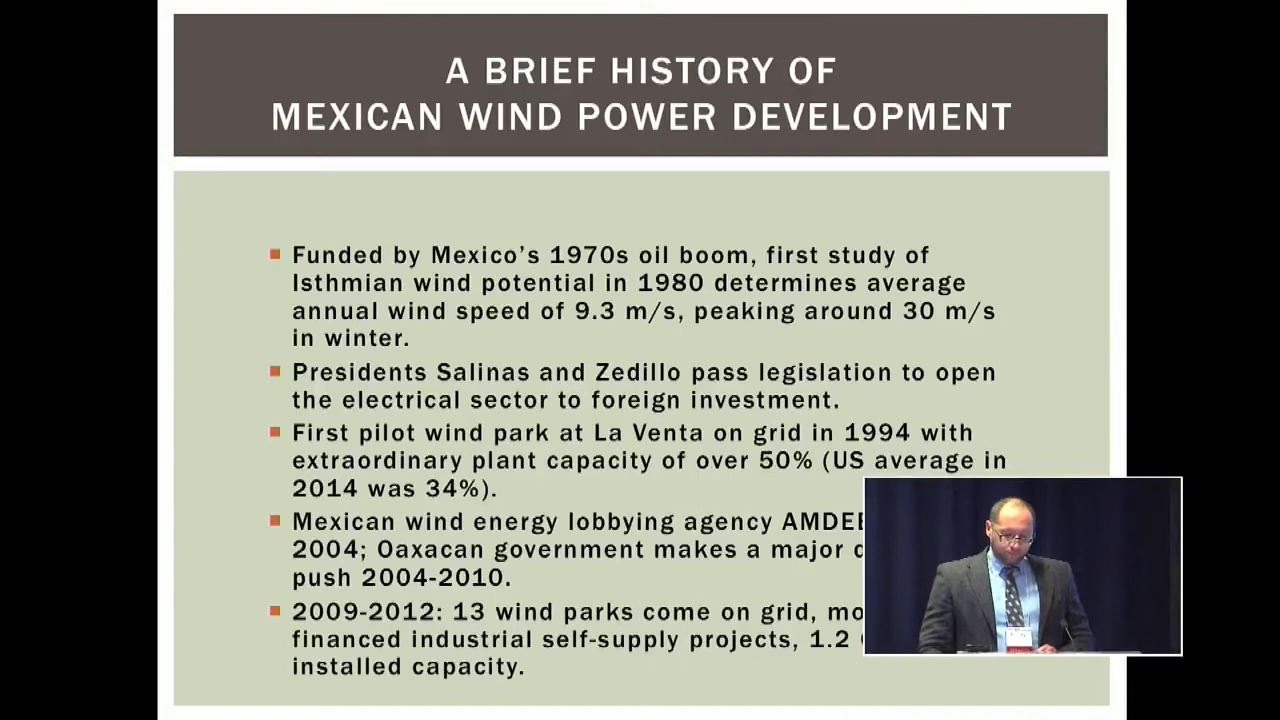 A BRIEF HISTORY OF
MEXICAN WIND POWER DEVELOPMENT
Funded by Mexico's 1970s oil boom, first study of
Isthmian wind potential in 1980 determines average
annual wind speed of 9.3 m/s, peaking around 30 m/s
in winter.
Presidents Salinas and Zedillo pass legislation to open
the electrical sector to foreign investment.
First pilot wind park at La Venta on grid in 1994 with
extraordinary plant capacity of over 50% (US average in
2014 was 34%).
Mexican wind energy lobbying agency
2004; Oaxacan government makes a major
push 2004-2010.
2009-2012: 13 wind parks come on grid,
financed industrial self-supply projects, 1.2
installed capacity.